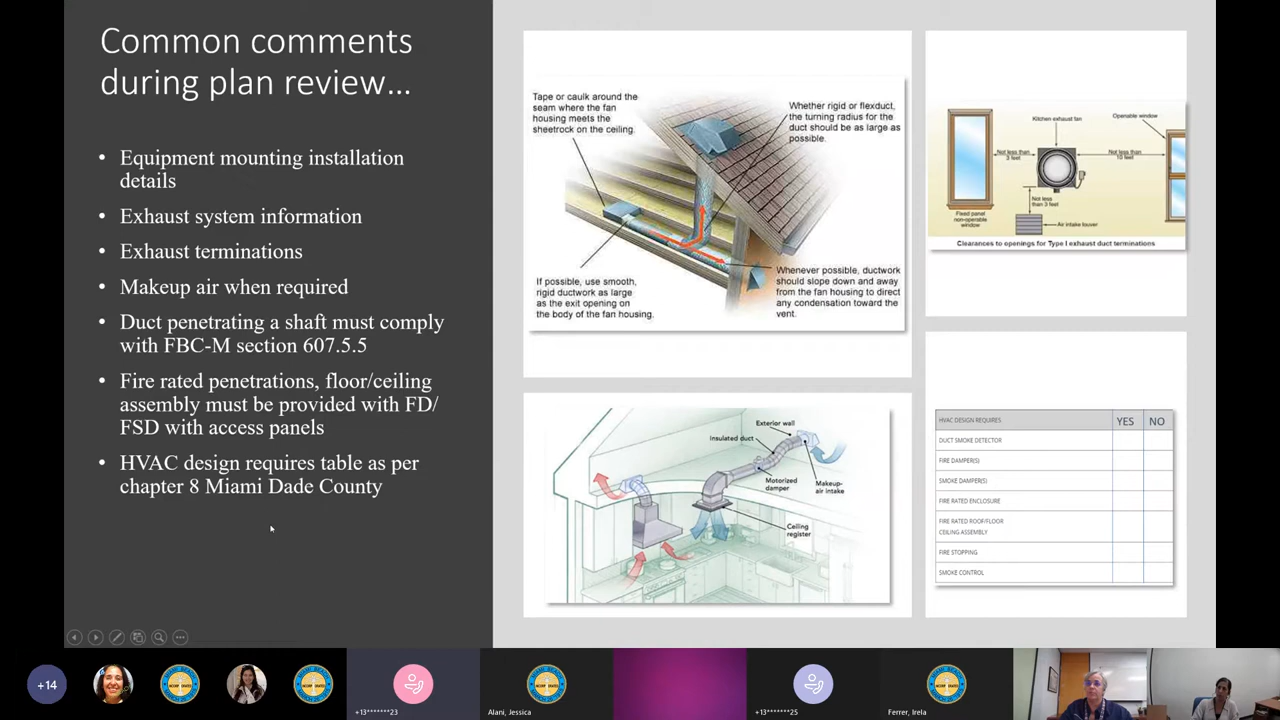 Common comments
during plan review...
• Equipment mounting installation
details
• Exhaust system information
• Exhaust terminations
• Makeup air when required
• Duct penetrating a shaft must comply
with FBC-M section 607.5.5
• Fire rated penetrations, floor/ceiling
assembly must be provided with FD/
FSD with access panels
• HVAC design requires table as per
chapter 8 Miami Dade County
Tape or caulk around the
seam where the fan
housing meets the
sheetrock on the ceiling.
Whether rigid or flexduct,
the turning radius for the
duct should be as large as
possible.
If possible, use smooth,
rigid ductwork as large
as the exit opening on
the body of the fan housing.
Whenever possible, ductwork
should slope down and away
from the fan housing to direct
any condensation toward the
vent.
Kitchen exhaust fan
Openable window
Not less than
3 feet
Not less than
10 feet
Not less
than 3 feet
Fixed panel
non-operable
window
Air intake louver
Clearances to openings for Type I exhaust duct terminations
Exterior wall
Insulated duct
Motorized
damper
Makeup-
air intake
Ceiling
register
HVAC DESIGN REQUIRES YES NO
DUCT SMOKE DETECTOR
FIRE DAMPER(S)
SMOKE DAMPER(S)
FIRE RATED ENCLOSURE
FIRE RATED ROOF/FLOOR
CEILING ASSEMBLY
FIRE STOPPING
SMOKE CONTROL
+14
+13*******23
Alani, Jessica
+13*******25
Ferrer, Irela